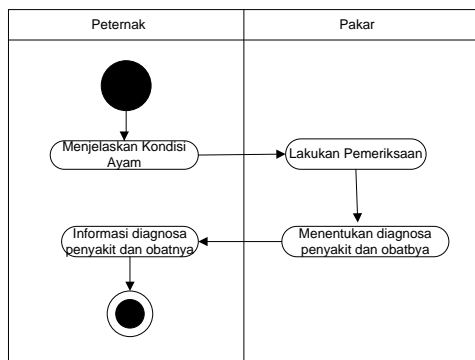 Peternak
Pakar
Menjelaskan Kondisi
Ayam
Lakukan Pemeriksaan
Informasi diagnosa
penyakit dan obatnya
Menentukan diagnosa
penyakit dan obatbya